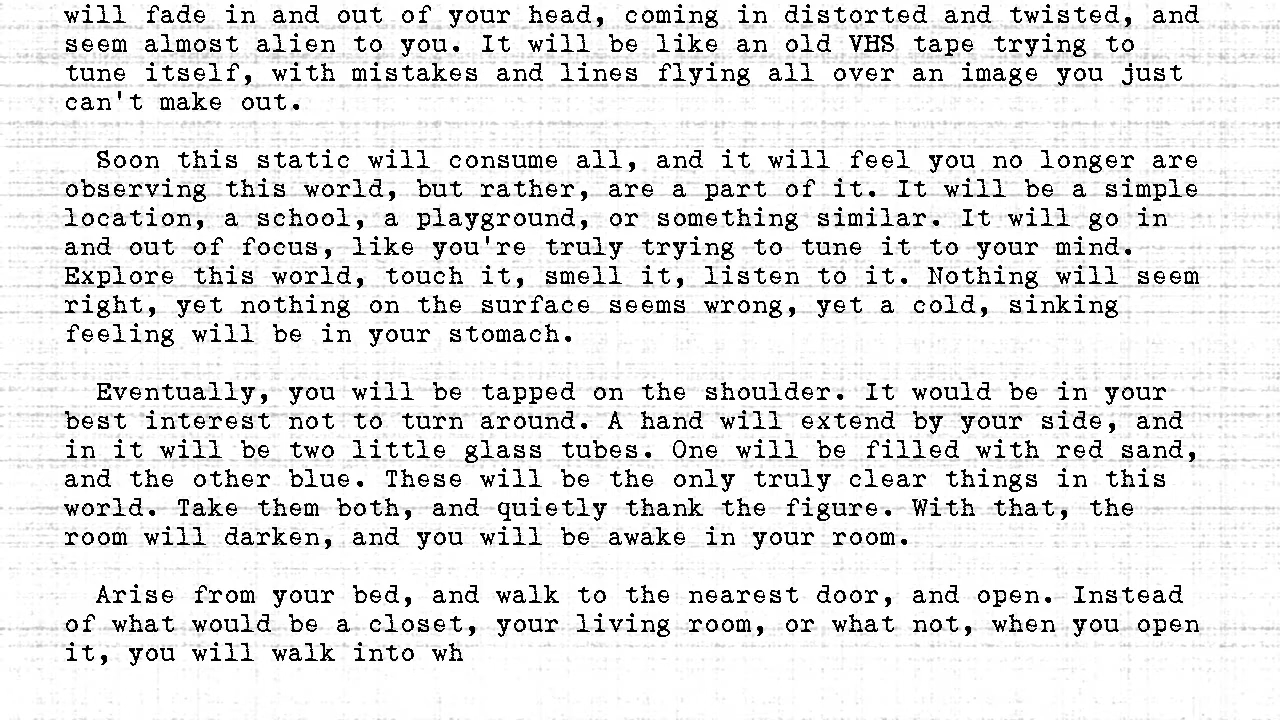 will fade in and out of your head, coming in distorted and twisted, and
seem almost alien to you. It will be like an old VHS tape trying to
tune itself, with mistakes and lines flying all over an image you just
can't make out.
Soon this static will consume all, and it will feel you no longer are
observing this world, but rather, are a part of it. It will be a simple
location, a school, a playground, or something similar. It will go in
and out of focus, like you're truly trying to tune it to your mind.
Explore this world, touch it, smell it, listen to it. Nothing will seem
right, yet nothing on the surface seems wrong, yet a cold, sinking
feeling will be in your stomach.
Eventually, you will be tapped on the shoulder. It would be in your
best interest not to turn around. A hand will extend by your side, and
in it will be two little glass tubes. One will be filled with red sand,
and the other blue. These will be the only truly clear things in this
world. Take them both, and quietly thank the figure. With that, the
room will darken, and you will be awake in your room.
Arise from your bed, and walk to the nearest door, and open. Instead
of what would be a closet, your living room, or what not, when you open
it, you will walk into wh